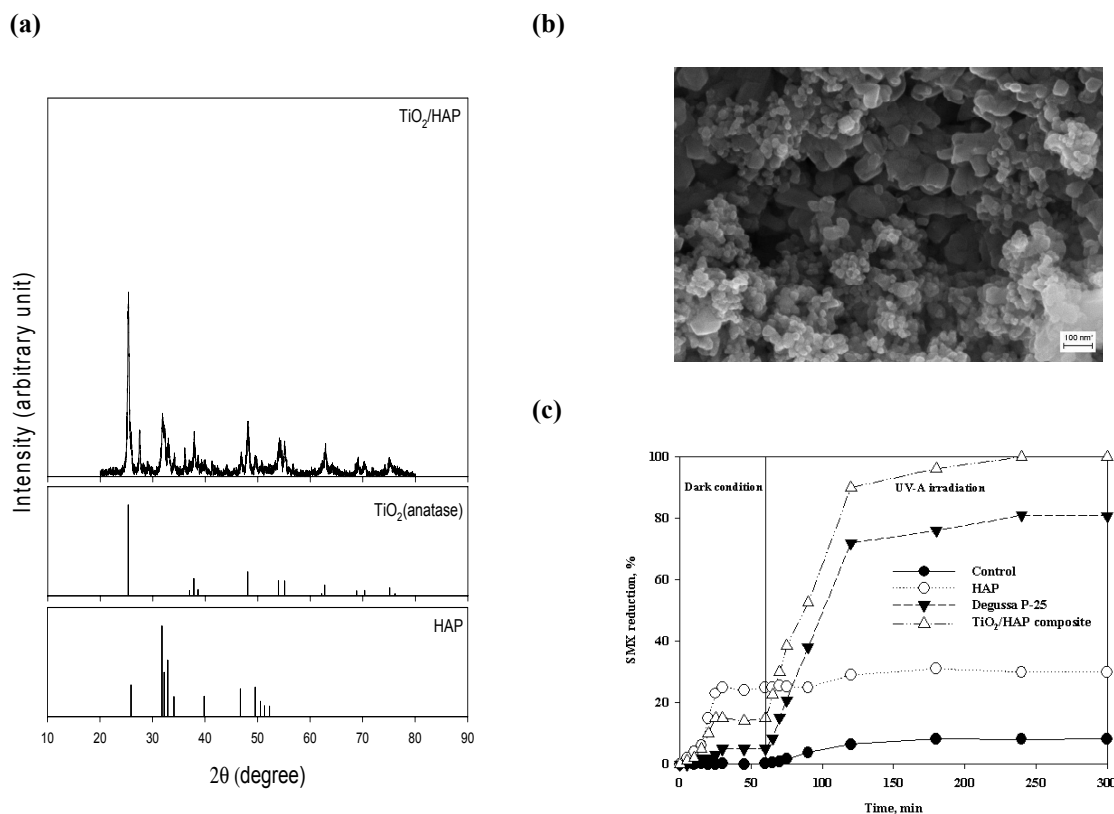 (a)
TiO2/HAP
TiO2(anatase)
HAP
Intensity (arbitrary unit)
10 20 30 40 50 60 70 80 90
2θ (degree)
(b)
100 nm
(c)
100
80
60
40
20
0
SMX reduction, %
Dark condition
UV-A irradiation
Control
HAP
Degussa P-25
TiO2/HAP composite
0 50 100 150 200 250 300
Time, min